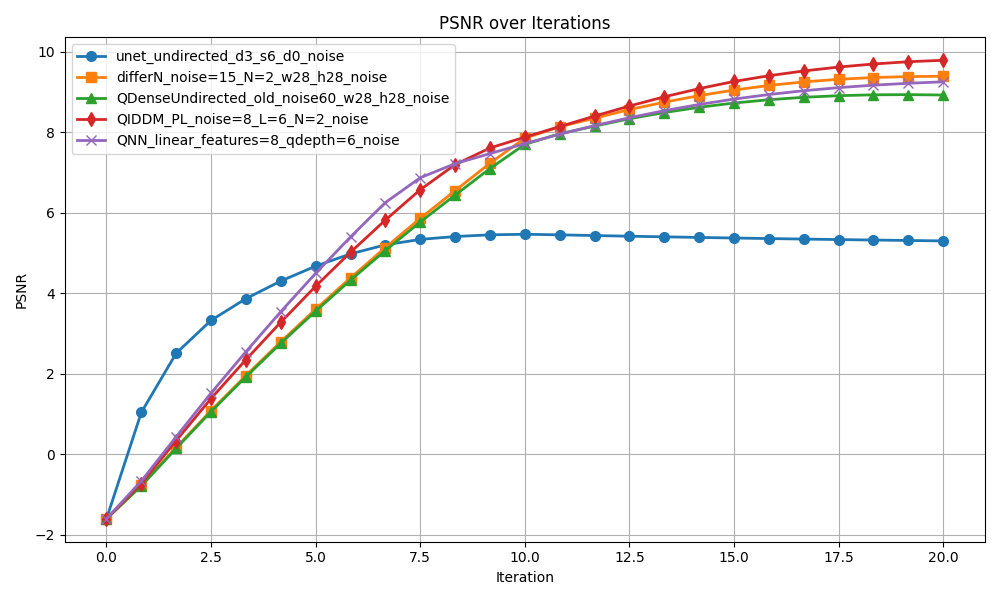 PSNR over Iterations
unet_undirected_d3_s6_d0_noise
differN_noise=15_N=2_w28_h28_noise
QDenseUndirected_old_noise60_w28_h28_noise
QIDDM_PL_noise=8_L=6_N=2_noise
QNN_linear_features=8_qdepth=6_noise
PSNR
10
8
6
4
2
0
−2
0.0 2.5 5.0 7.5 10.0 12.5 15.0 17.5 20.0
Iteration